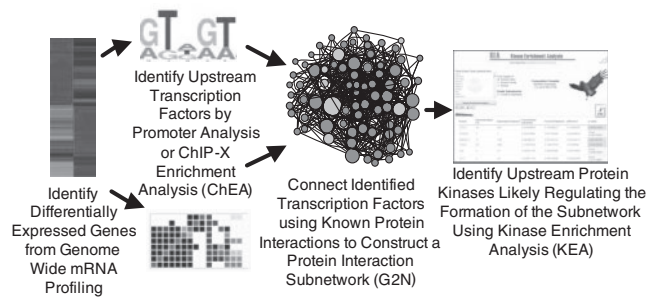 GT GT
AGAA
Identify Upstream
Transcription
Factors by
Promoter Analysis
or ChIP-X
Enrichment
Analysis (ChEA)
Identify
Differentially
Expressed Genes
from Genome
Wide mRNA
Profiling
Connect Identified
Transcription Factors
using Known Protein
Interactions to Construct a
Protein Interaction
Subnetwork (G2N)
KEA Kinase Enrichment Analysis
Identify Upstream Protein
Kinases Likely Regulating the
Formation of the Subnetwork
Using Kinase Enrichment
Analysis (KEA)